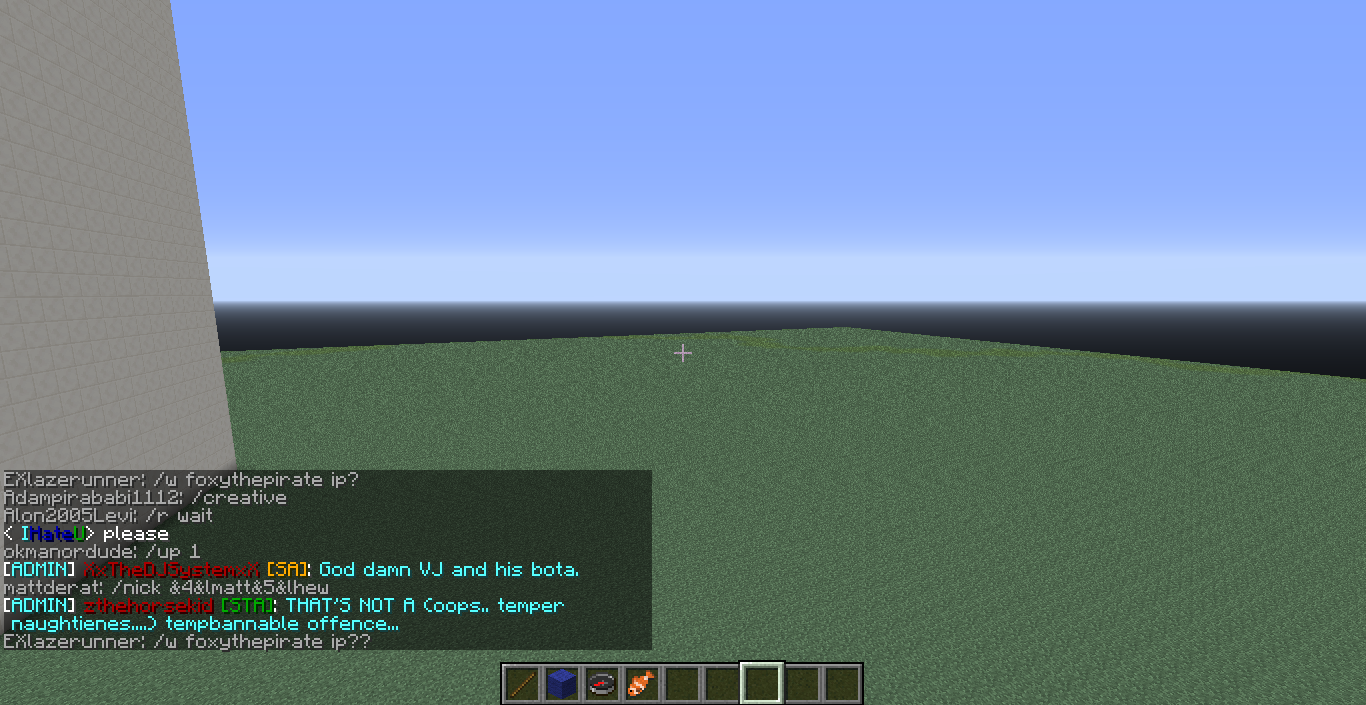 EXlazerunner: /w foxythepirate ip?
Adampirababi1112: /creative
Alon2005Levi: /r wait
< IHateU> please
okmanordude: /up 1
[ADMIN] XxTheDJSystemxX [SA]: God damn VJ and his bota.
mattderat: /nick &4&lmatt&5&lhew
[ADMIN] zthehorsekid [STA]: THAT'S NOT A (oops.. temper
naughtienes....) tempbannable offence...
EXlazerunner: /w foxythepirate ip??